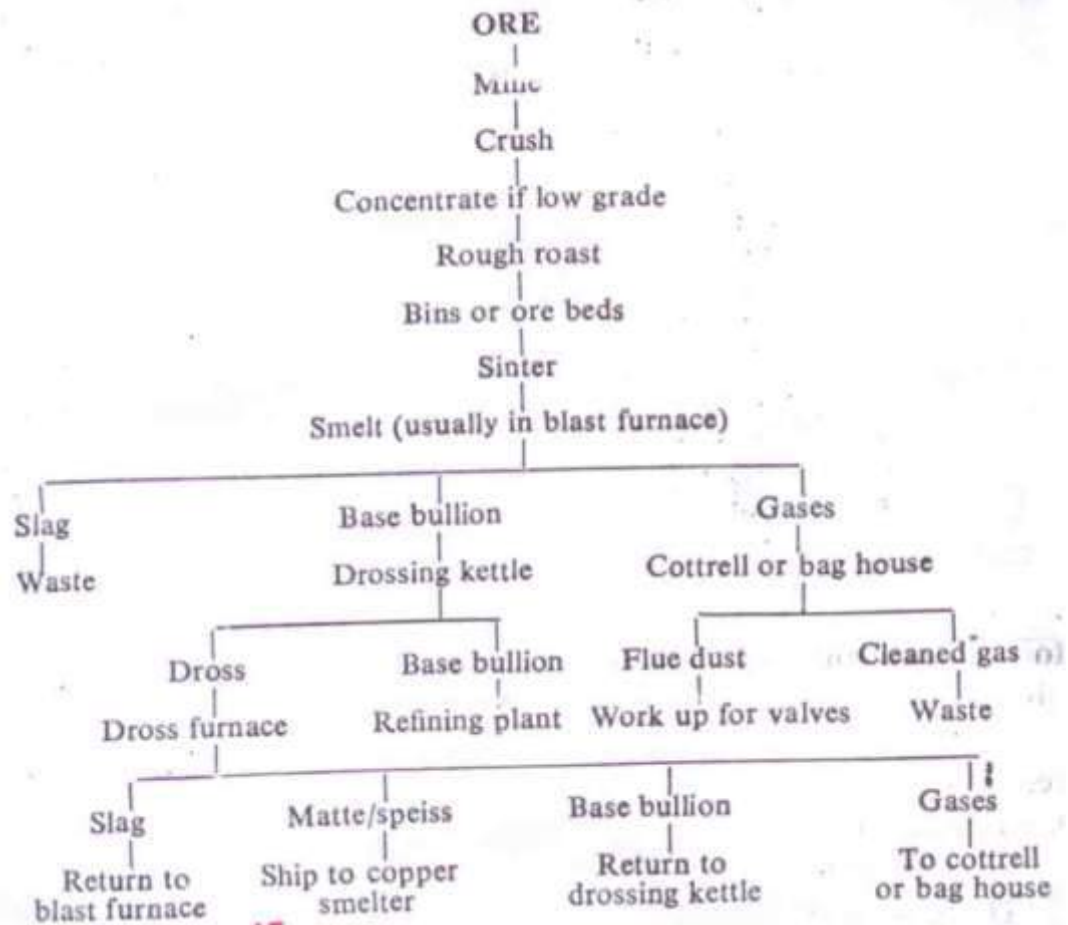 ORE
Crush
Concentrate if low grade
Rough roast
Bins or ore beds
Sinter
Smelt (usually in blast furnace)
Slag
Base bullion
Gases
Waste
Drossing kettle
Cottrell or bag house
Dross
Base bullion
Flue dust
Cleaned gas
Dross furnace
Refining plant
Work up for valves
Waste
Slag
Matte/speiss
Base bullion
Gases
Return to
blast furnace
Ship to copper
smelter
Return to
drossing kettle
To cottrell
or bag house